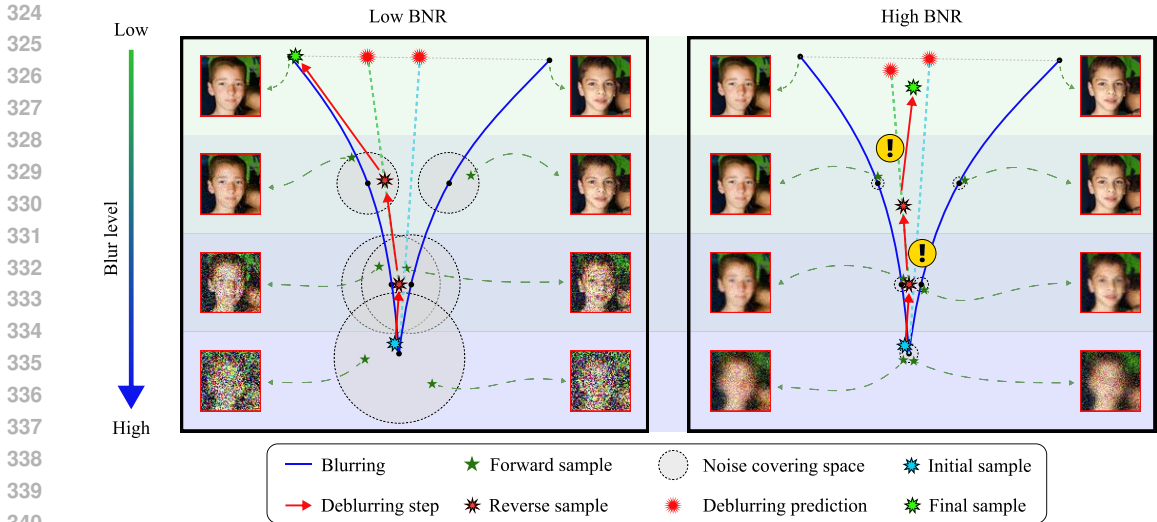 324
Low BNR
High BNR
Low
325
326
327
328
!
329
330
331
Blur level
!
332
333
334
335
336
High
337
338
Blurring
Forward sample
Noise covering space
Initial sample
339
Deblurring step
Reverse sample
Deblurring prediction
Final sample
340